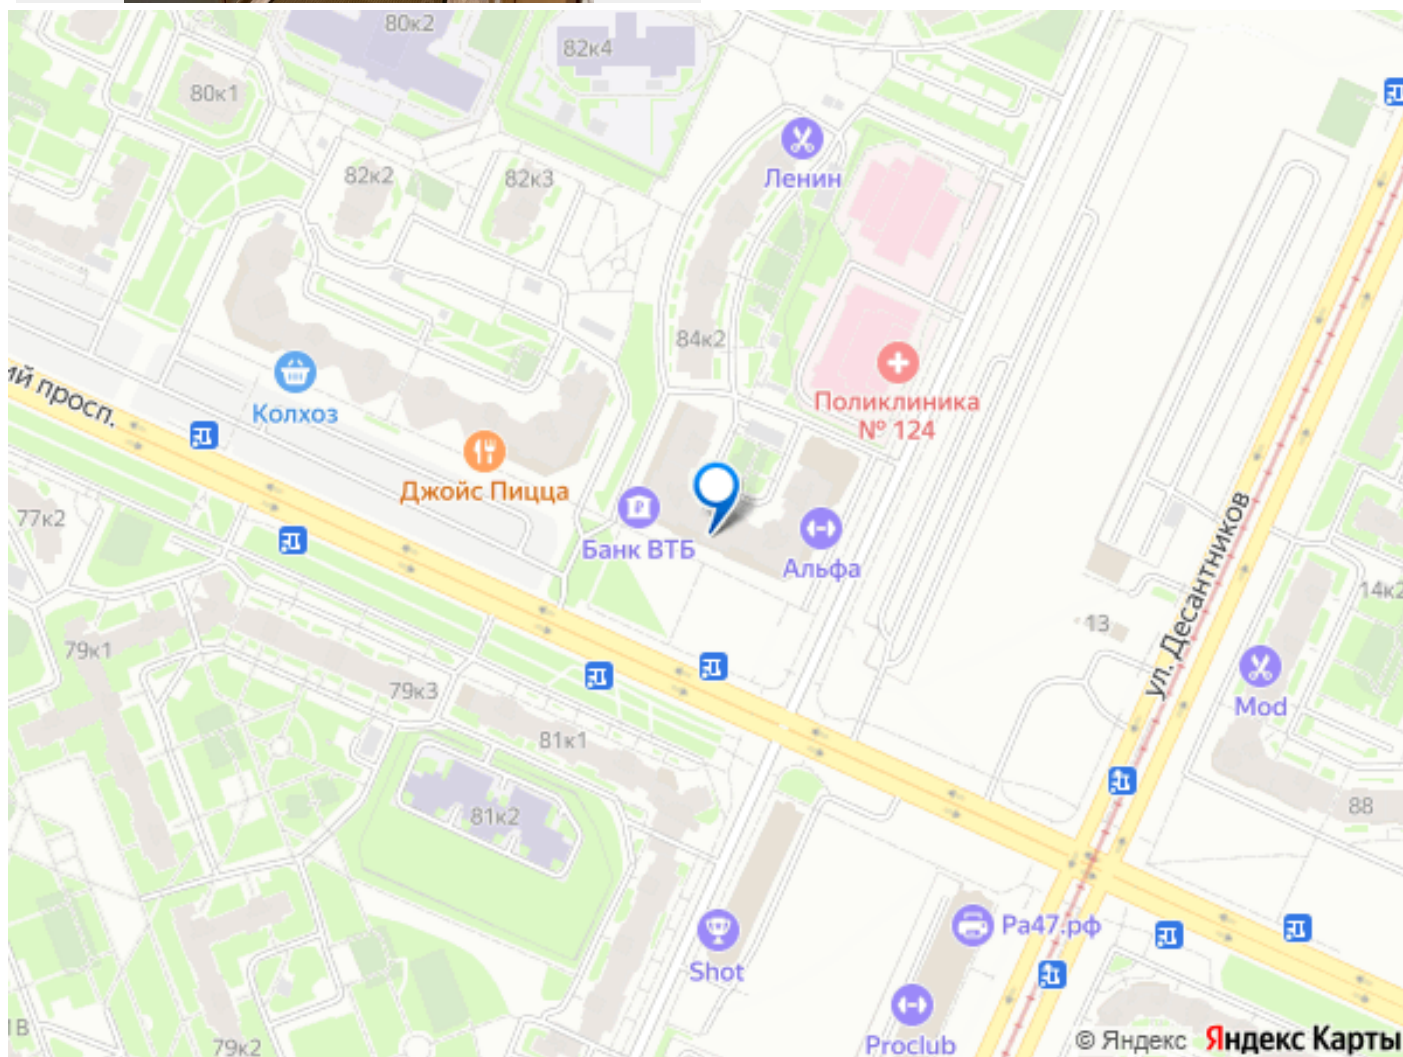 80к2
82к4
80к1
Ленин
82к2
82к3
84к2
ий просп.
Колхоз
Поликлиника
№ 124
Джойс Пицца
77к2
Банк ВТБ
Альфа
ул. Десантников
14к2
13
79к1
79к3
Mod
81к1
88
81к2
Ра47.рф
Shot
1В
79к2
Proclub
© Яндекс Яндекс Карты